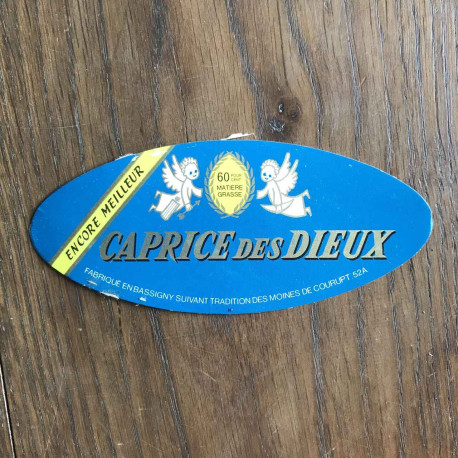 ENCORE MEILLEUR
60 POUR CENT
MATIERE
GRASSE
CAPRICE DES DIEUX
FABRIQUE EN BASSIGNY SUIVANT TRADITION DES MOINES DE COURUPT 52A